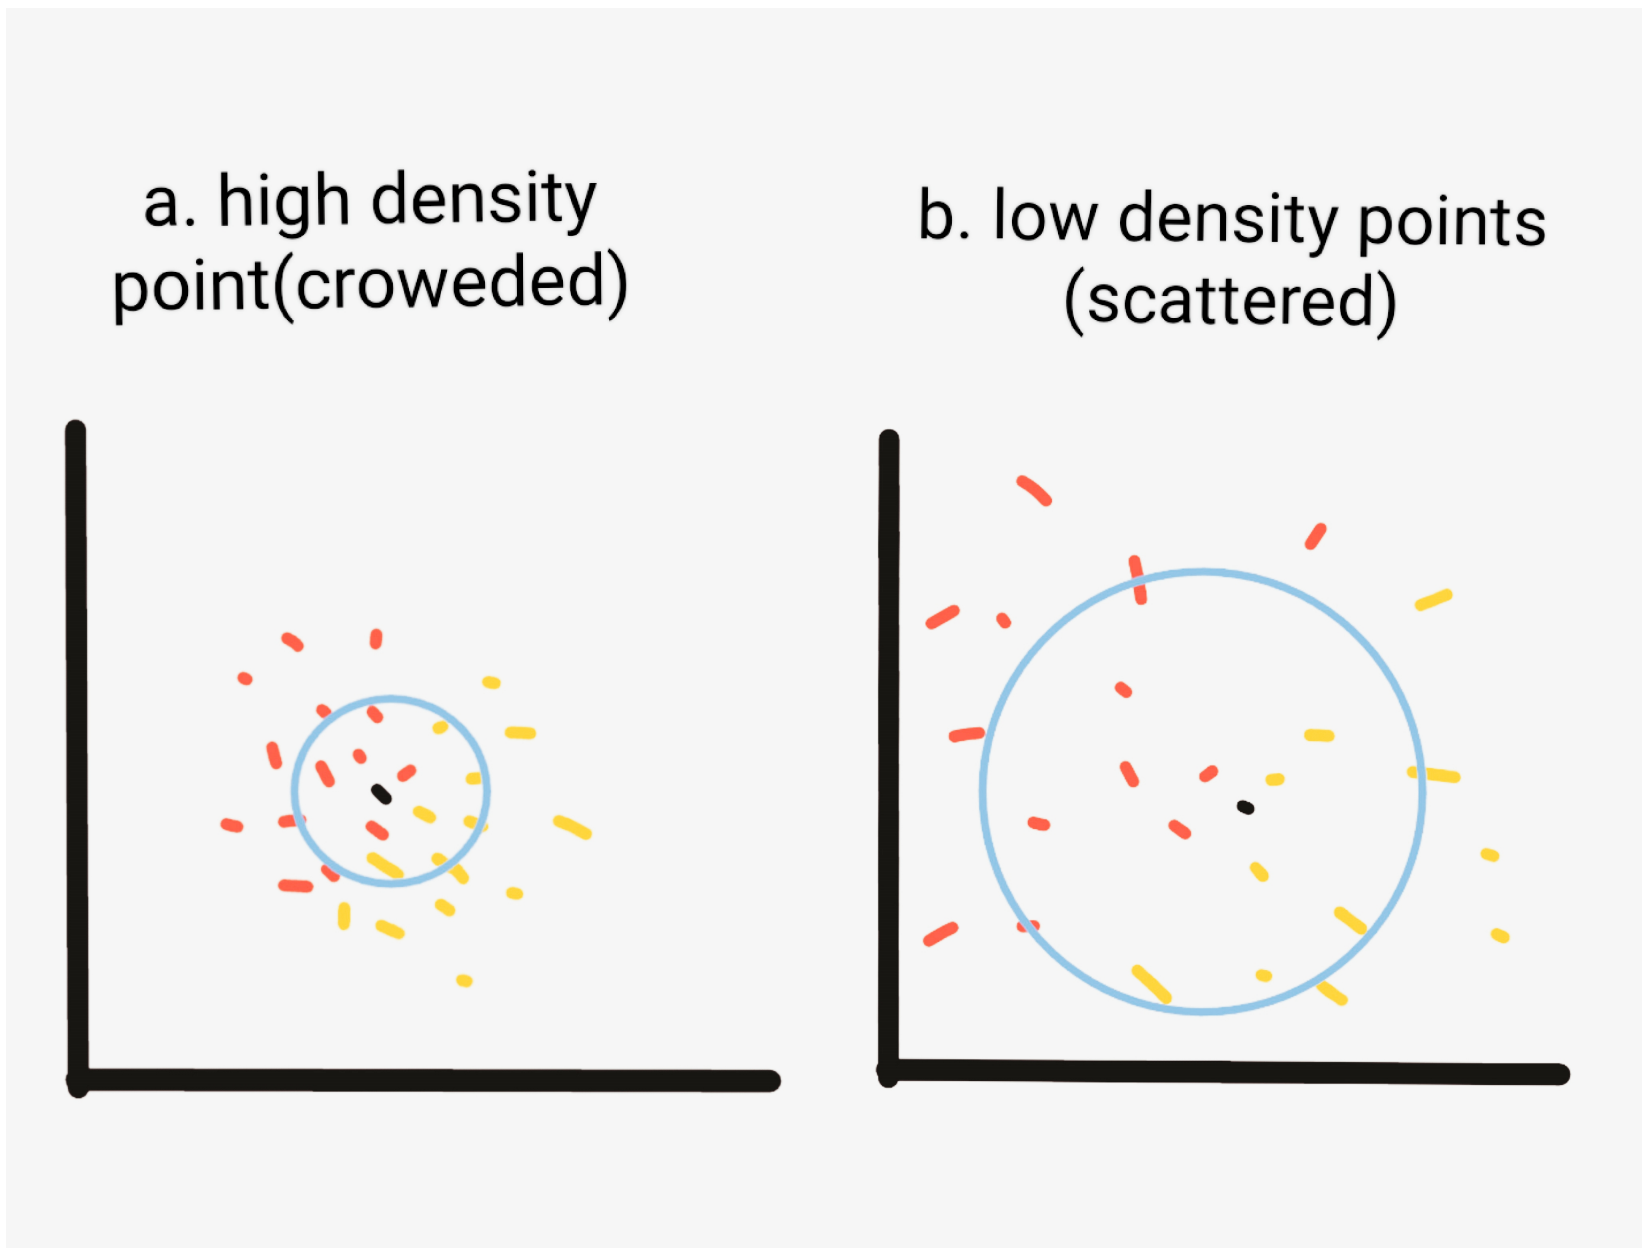 a. high density
point(croweded)
b. low density points
(scattered)